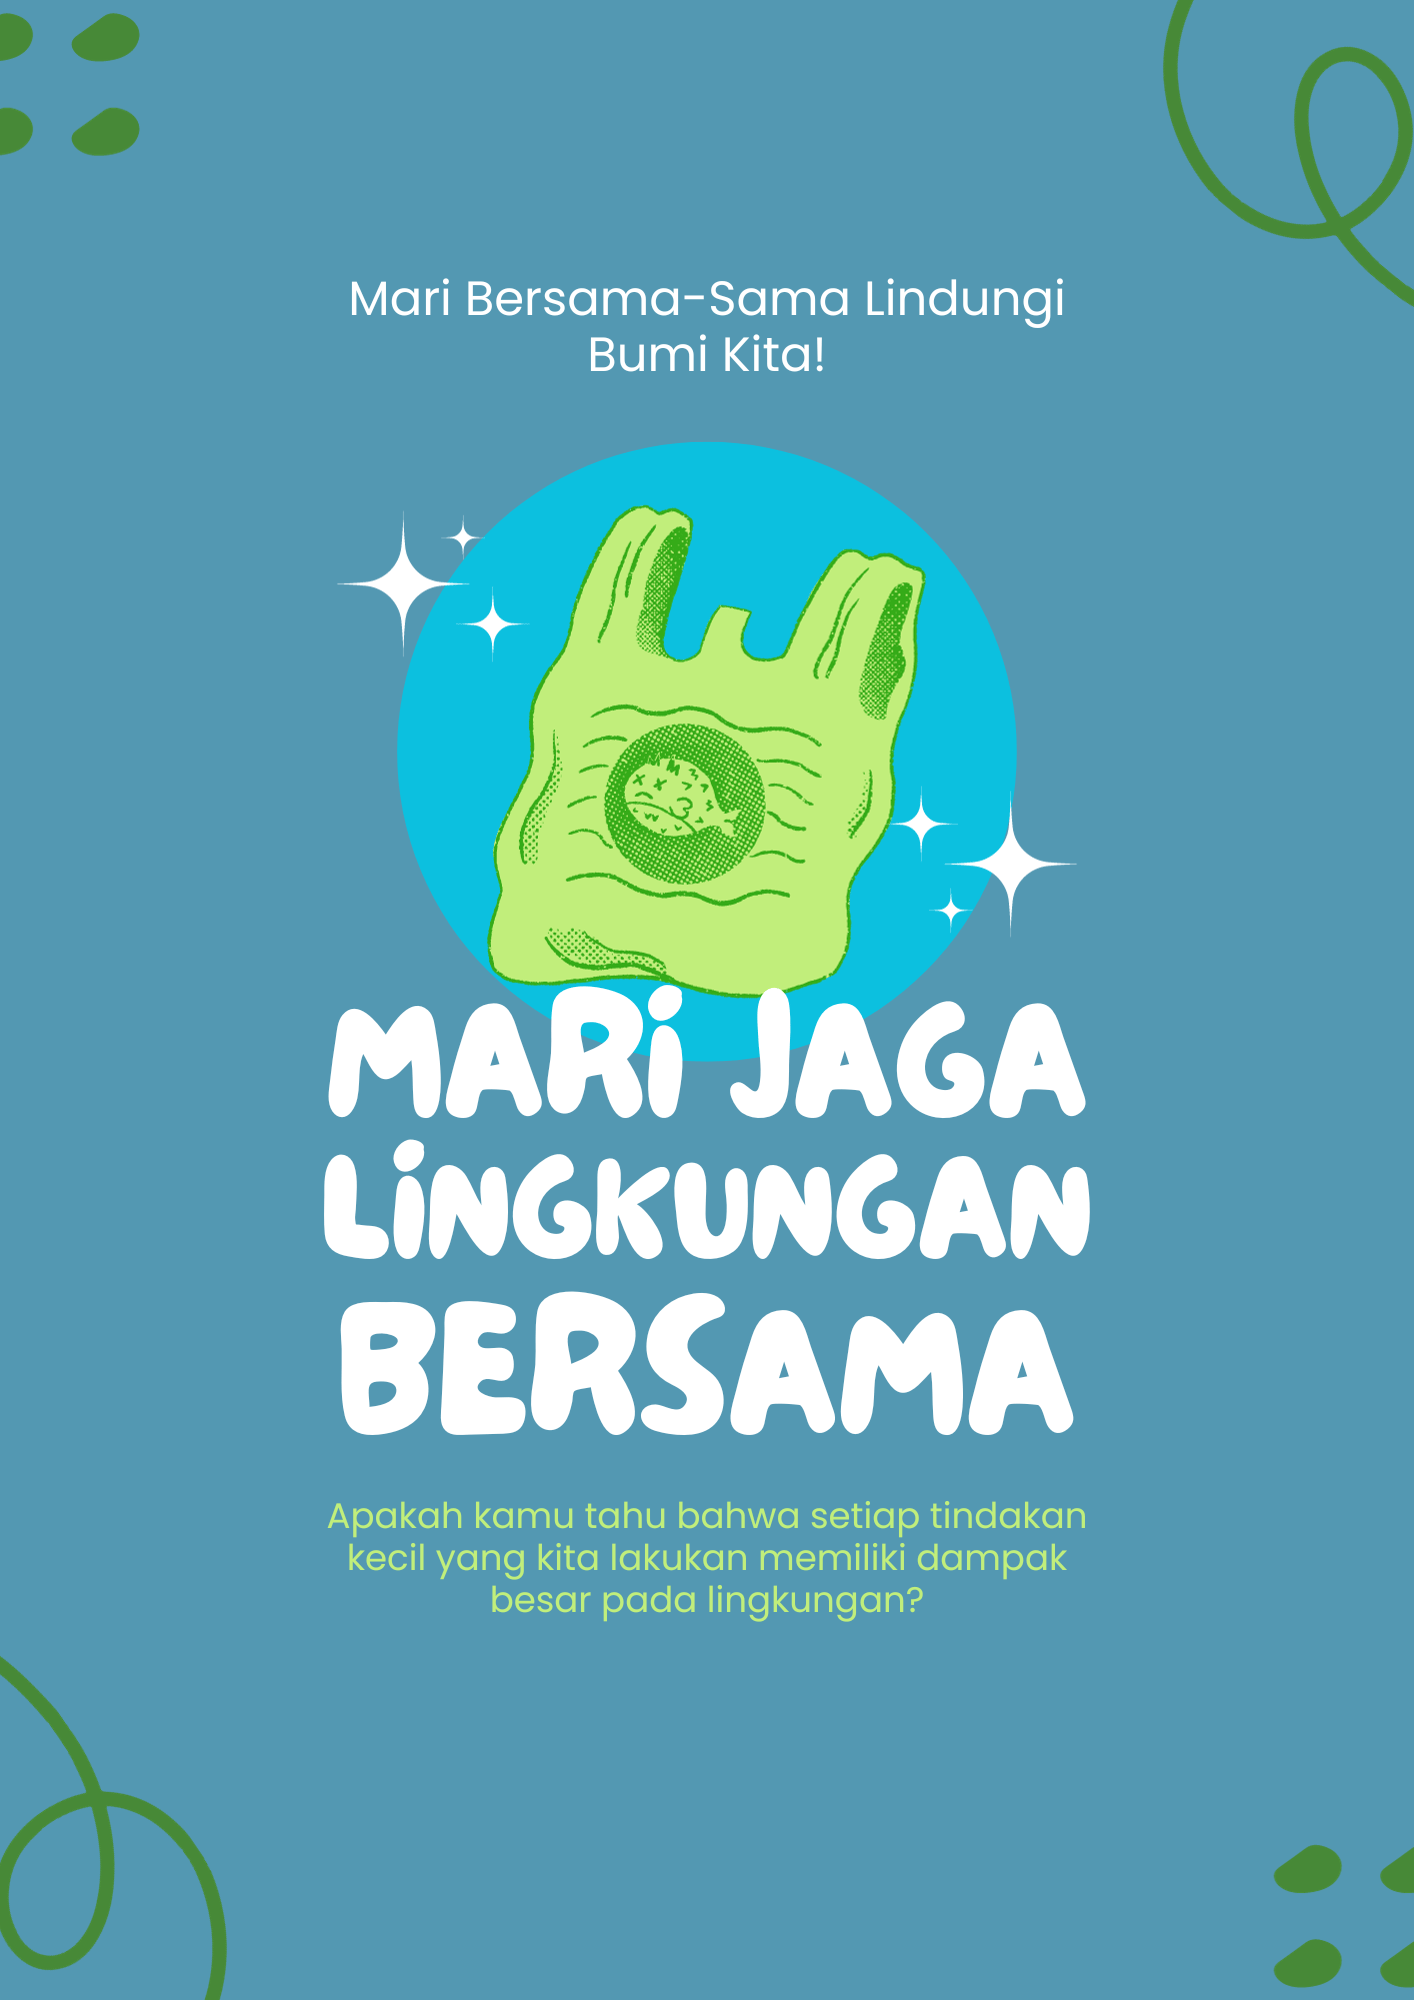 Mari Bersama-Sama Lindungi
Bumi Kita!
MARI JAGA
LINGKUNGAN
BERSAMA
Apakah kamu tahu bahwa setiap tindakan
kecil yang kita lakukan memiliki dampak
besar pada lingkungan?